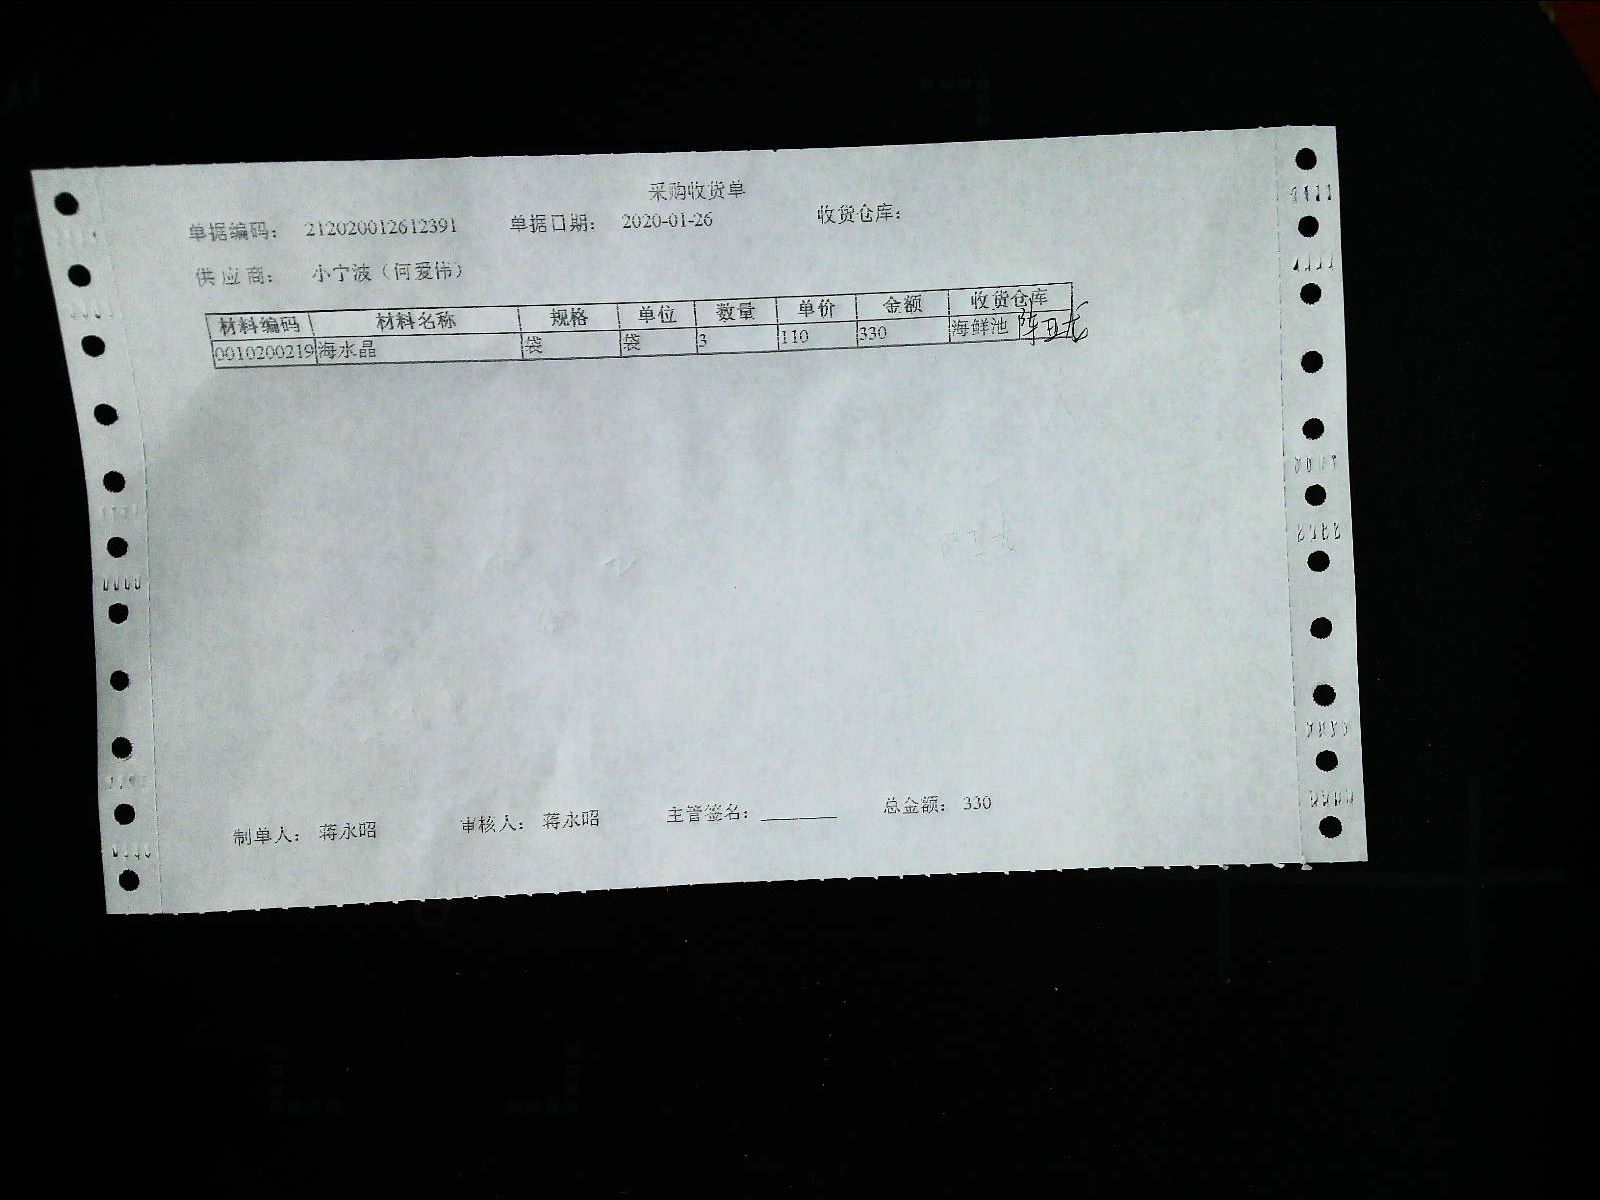 采购收货单
单据编码： 212020012612391 单据日期： 2020-01-26 收货仓库：
供应商： 小宁波（何爱伟）
材料编码 材料名称 规格 单位 数量 单价 金额 收货仓库
0010200219 海水晶 袋 袋 3 110 330 海鲜池
制单人： 蒋永昭 审核人： 蒋永昭 主管签名： 总金额： 330